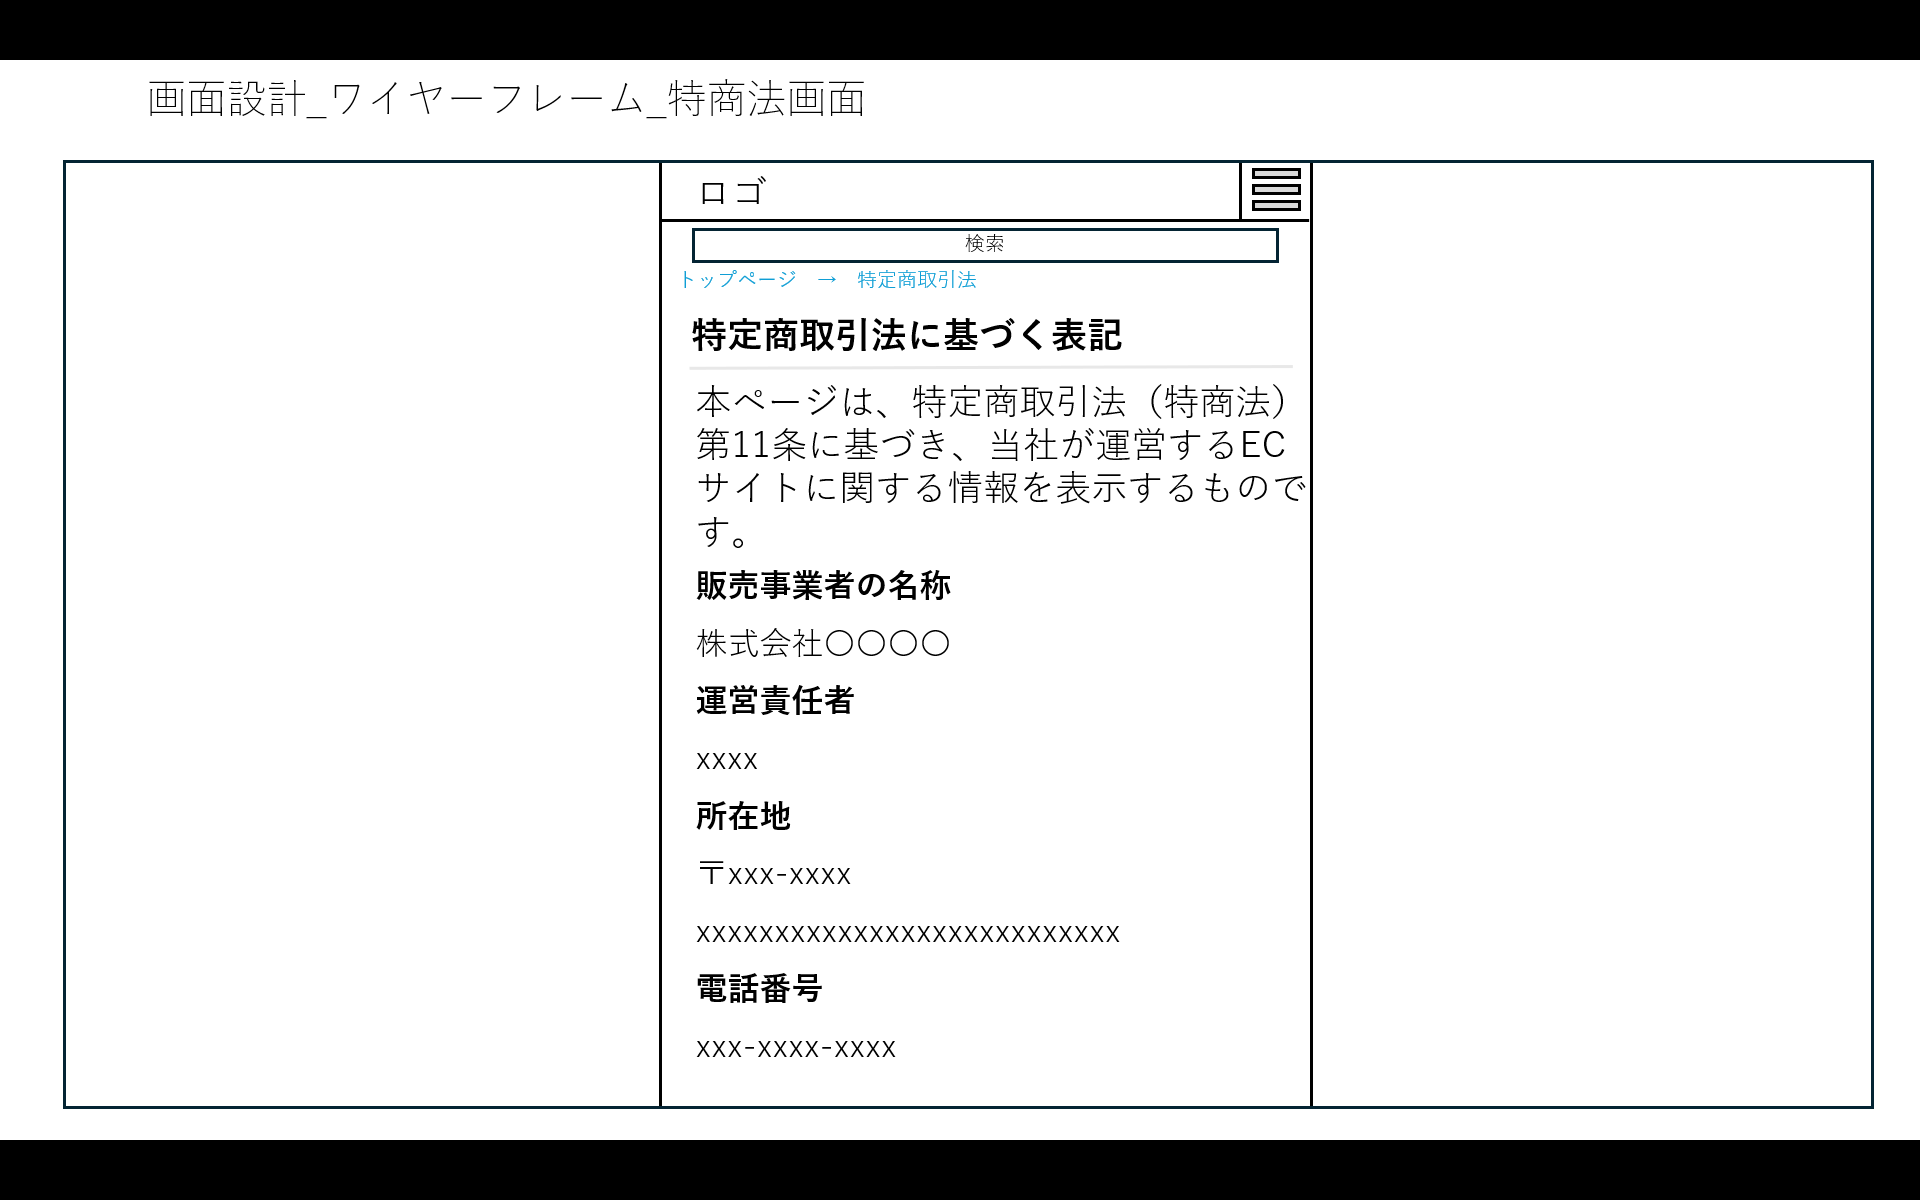 画面設計_ワイヤーフレーム_特商法画面
ロゴ
検索
トップページ　→　特定商取引法
特定商取引法に基づく表記
本ページは、特定商取引法（特商法）
第11条に基づき、当社が運営するEC
サイトに関する情報を表示するもので
す。
販売事業者の名称
株式会社〇〇〇〇
運営責任者
xxxx
所在地
〒xxx-xxxx
xxxxxxxxxxxxxxxxxxxxxxxxxxx
電話番号
xxx-xxxx-xxxx